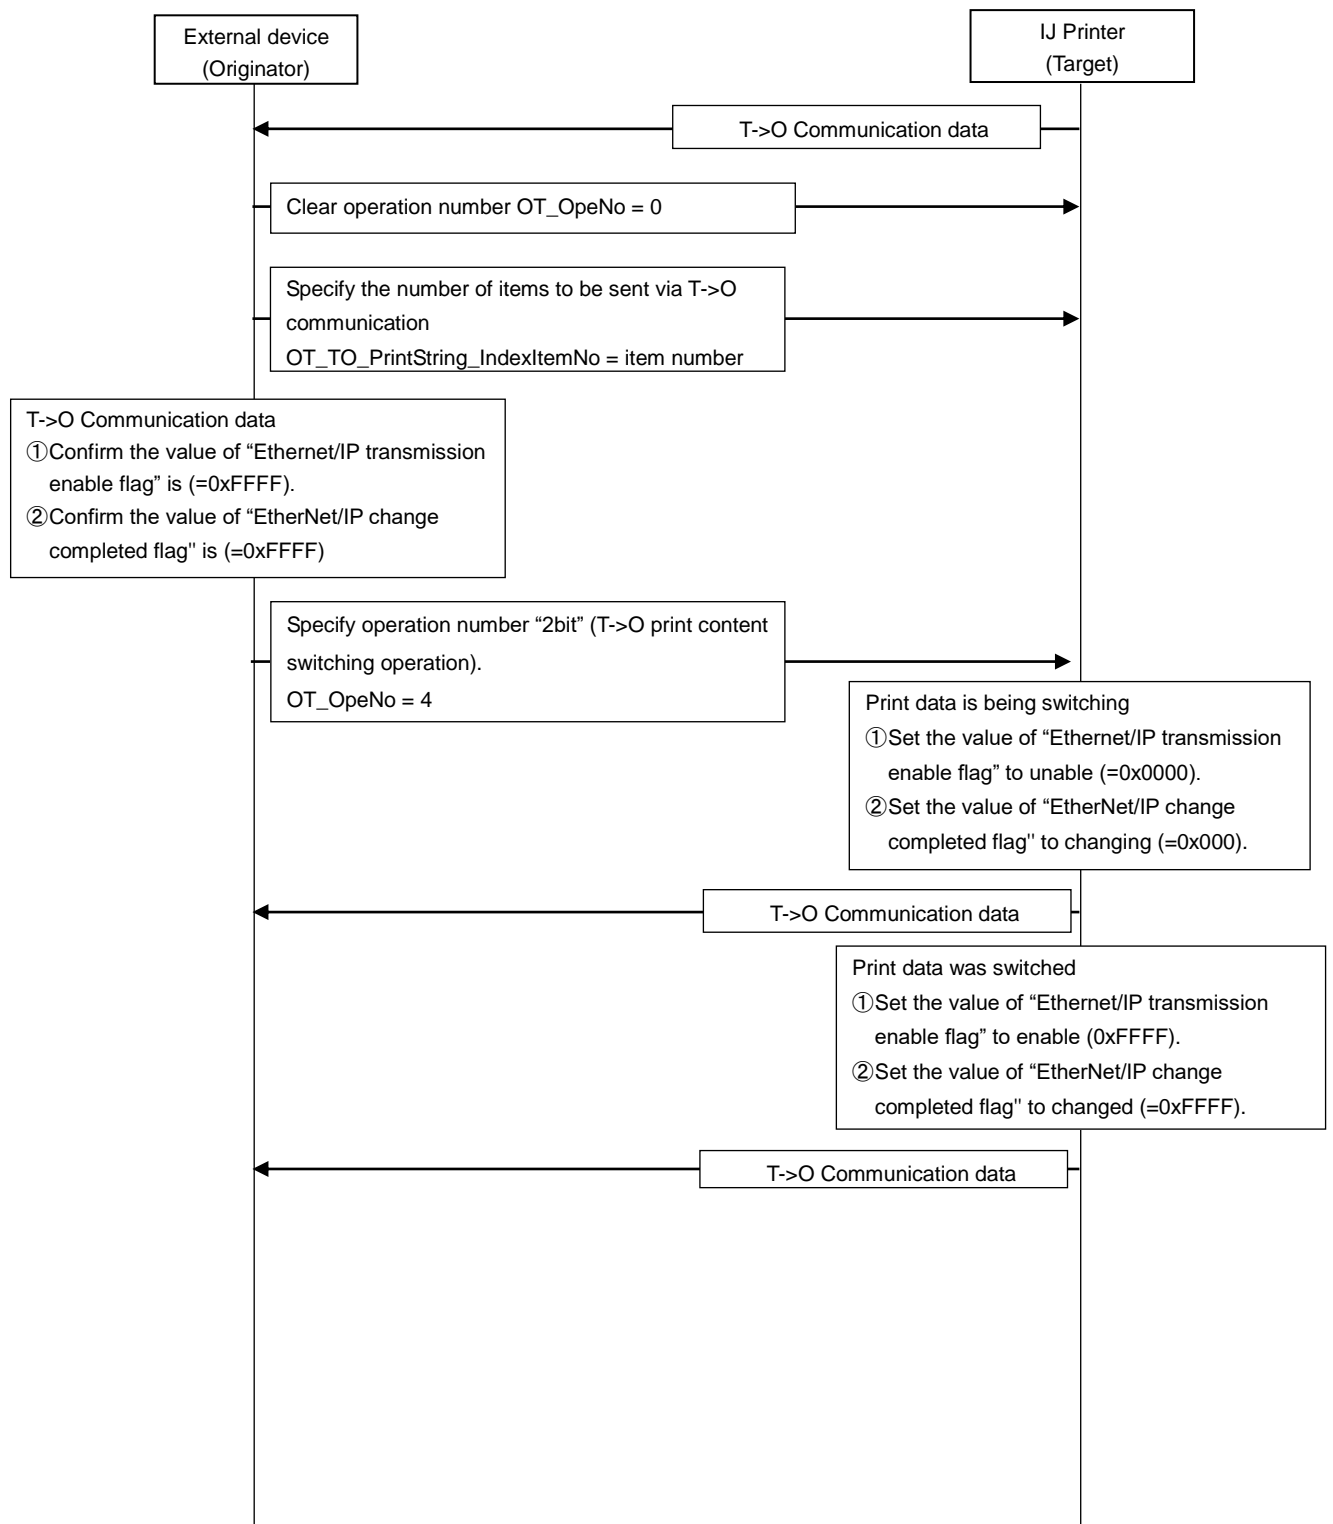 External device
(Originator)
IJ Printer
(Target)
T->O Communication data
Clear operation number OT_OpeNo = 0
Specify the number of items to be sent via T->O
communication
OT_TO_PrintString_IndexItemNo = item number
T->O Communication data
①Confirm the value of “Ethernet/IP transmission
enable flag” is (=0xFFFF).
②Confirm the value of “EtherNet/IP change
completed flag" is (=0xFFFF)
Specify operation number “2bit” (T->O print content
switching operation).
OT_OpeNo = 4
Print data is being switching
①Set the value of “Ethernet/IP transmission
enable flag” to unable (=0x0000).
②Set the value of “EtherNet/IP change
completed flag" to changing (=0x000).
T->O Communication data
Print data was switched
①Set the value of “Ethernet/IP transmission
enable flag” to enable (0xFFFF).
②Set the value of “EtherNet/IP change
completed flag" to changed (=0xFFFF).
T->O Communication data